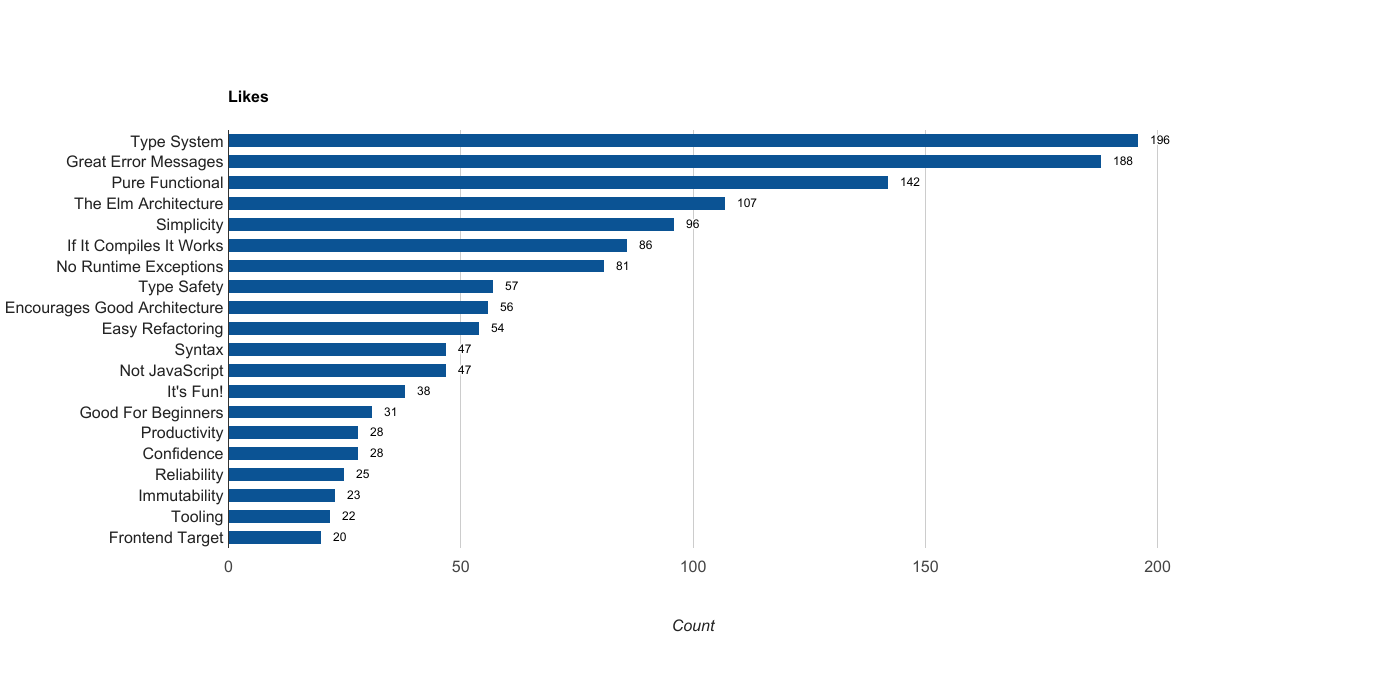 Likes
Type System 196
Great Error Messages 188
Pure Functional 142
The Elm Architecture 107
Simplicity 96
If It Compiles It Works 86
No Runtime Exceptions 81
Type Safety 57
Encourages Good Architecture 56
Easy Refactoring 54
Syntax 47
Not JavaScript 47
It's Fun! 38
Good For Beginners 31
Productivity 28
Confidence 28
Reliability 25
Immutability 23
Tooling 22
Frontend Target 20
0 50 100 150 200
Count